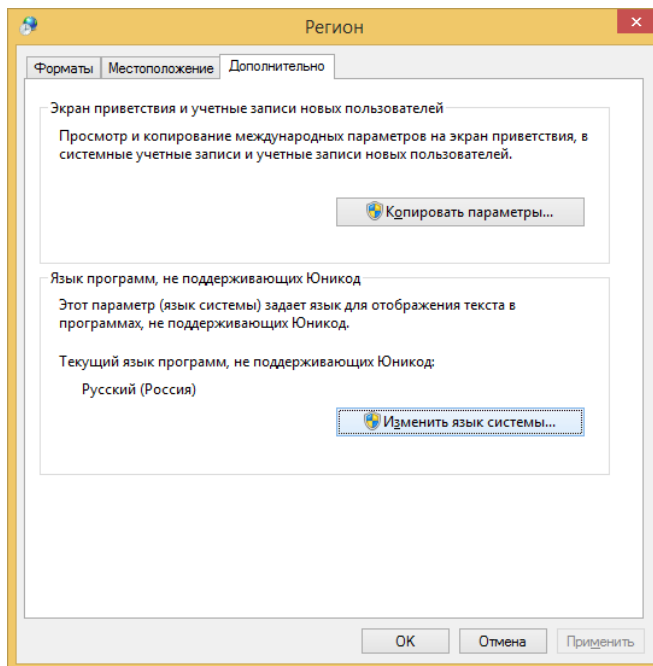 Регион
Форматы Местоположение Дополнительно
Экран приветствия и учетные записи новых пользователей
Просмотр и копирование международных параметров на экран приветствия, в
системные учетные записи и учетные записи новых пользователей.
Копировать параметры...
Язык программ, не поддерживающих Юникод
Этот параметр (язык системы) задает язык для отображения текста в
программах, не поддерживающих Юникод.
Текущий язык программ, не поддерживающих Юникод:
Русский (Россия)
Изменить язык системы...
OK Отмена Применить